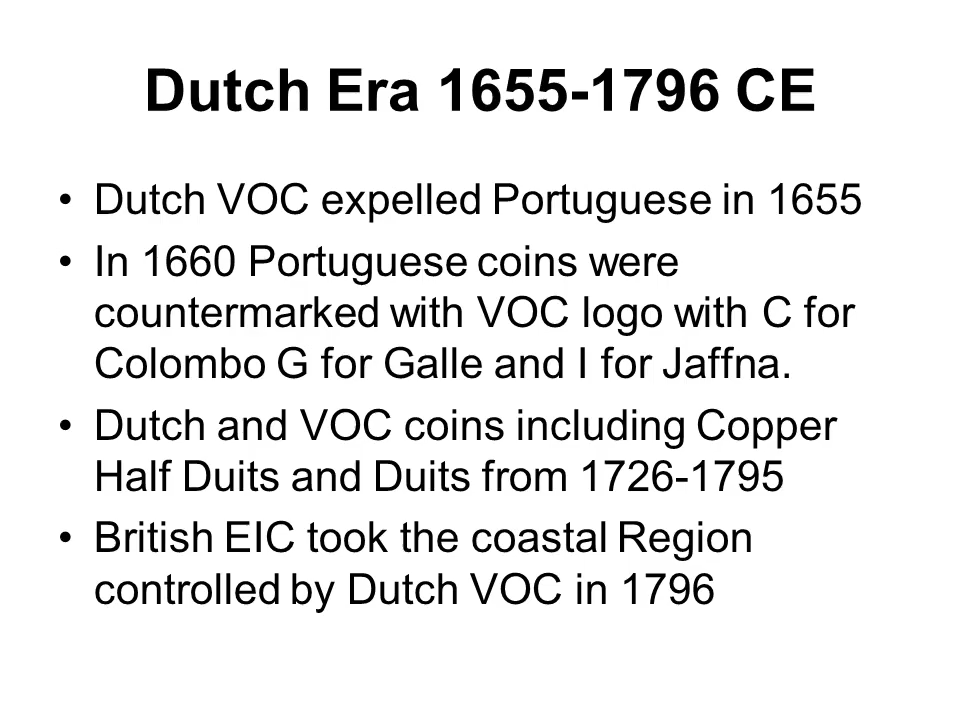 Dutch Era 1655-1796 CE
• Dutch VOC expelled Portuguese in 1655
• In 1660 Portuguese coins were
countermarked with VOC logo with C for
Colombo G for Galle and I for Jaffna.
• Dutch and VOC coins including Copper
Half Duits and Duits from 1726-1795
• British EIC took the coastal Region
controlled by Dutch VOC in 1796